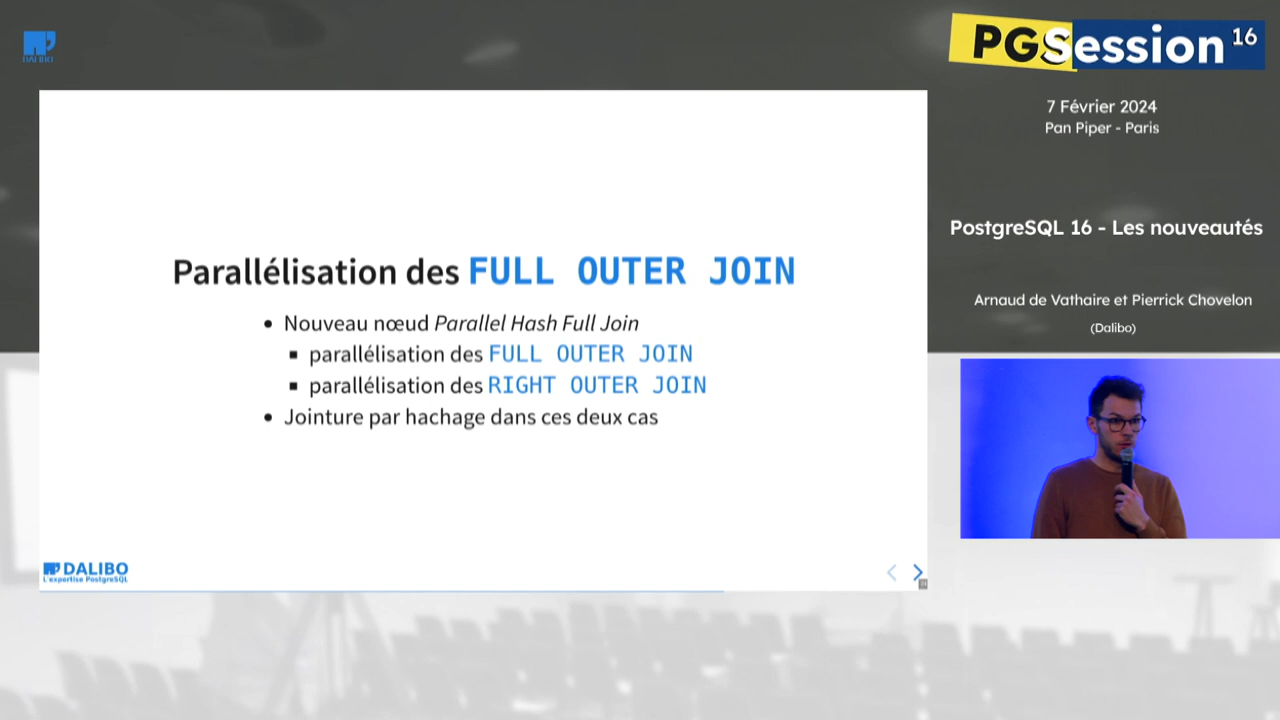 DALIBO
PGSession 16
7 Février 2024
Pan Piper - Paris
PostgreSQL 16 - Les nouveautés
Arnaud de Vathaire et Pierrick Chovelon
(Dalibo)
Parallélisation des FULL OUTER JOIN
Nouveau nœud Parallel Hash Full Join
parallélisation des FULL OUTER JOIN
parallélisation des RIGHT OUTER JOIN
Jointure par hachage dans ces deux cas
DALIBO
L'expertise PostgreSQL